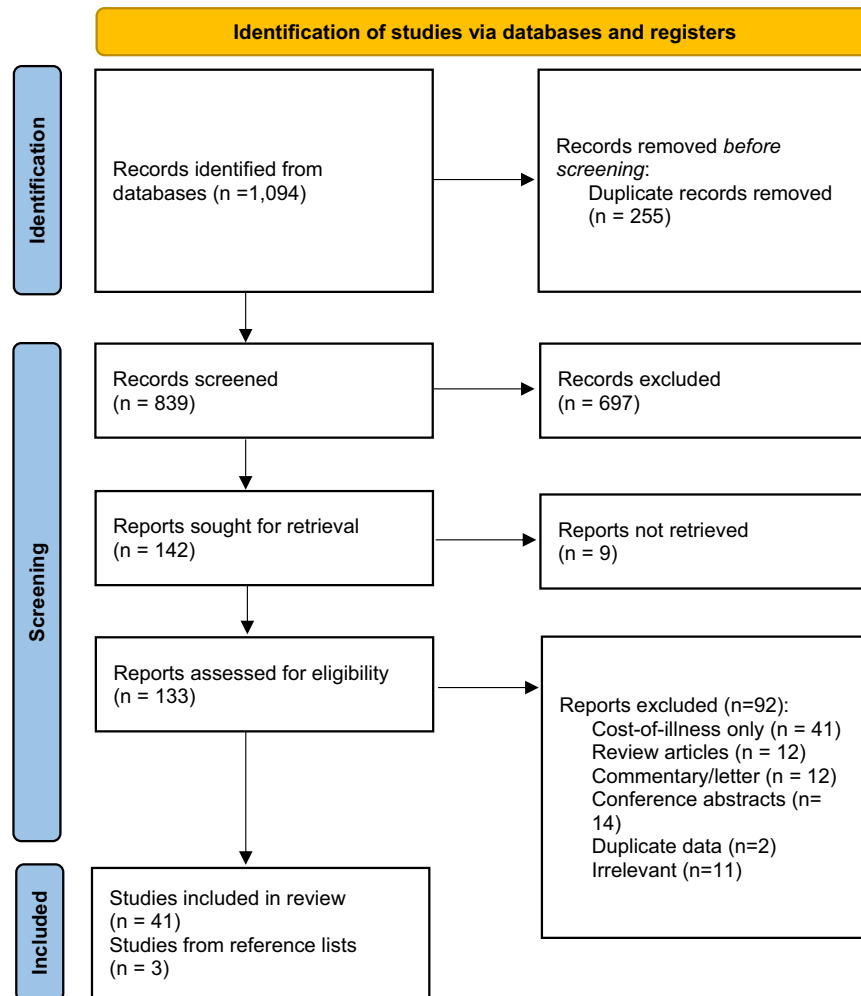 Identification of studies via databases and registers
Identification
Records identified from
databases (n =1,094)
Records removed before
screening:
Duplicate records removed
(n = 255)
Screening
Records screened
(n = 839)
Records excluded
(n = 697)
Reports sought for retrieval
(n = 142)
Reports not retrieved
(n = 9)
Reports assessed for eligibility
(n = 133)
Reports excluded (n=92):
Cost-of-illness only (n = 41)
Review articles (n = 12)
Commentary/letter (n = 12)
Conference abstracts (n=
14)
Duplicate data (n=2)
Irrelevant (n=11)
Included
Studies included in review
(n = 41)
Studies from reference lists
(n = 3)